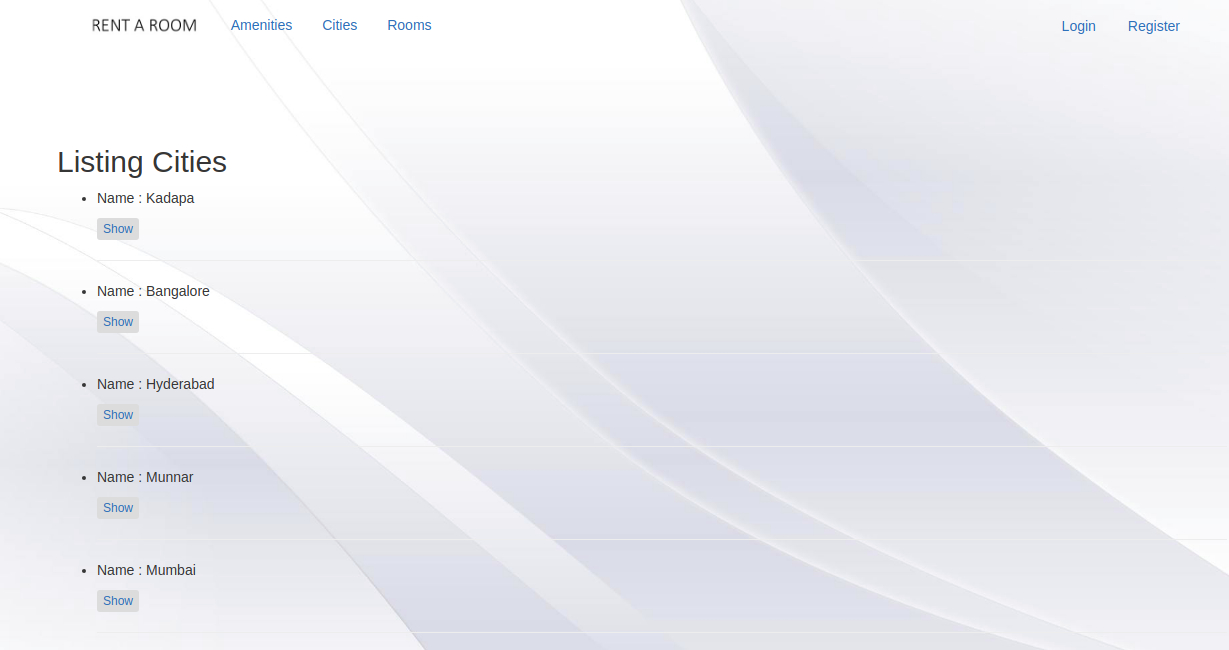 RENT A ROOM Amenities Cities Rooms Login Register
Listing Cities
• Name : Kadapa
Show
• Name : Bangalore
Show
• Name : Hyderabad
Show
• Name : Munnar
Show
• Name : Mumbai
Show